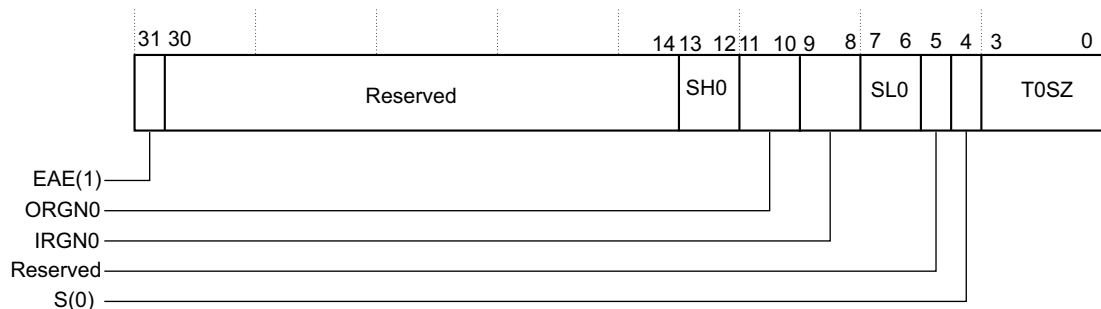 31 30 14 13 12 11 10 9 8 7 6 5 4 3 0
Reserved SH0 SL0 T0SZ
EAE(1)
ORGN0
IRGN0
Reserved
S(0)